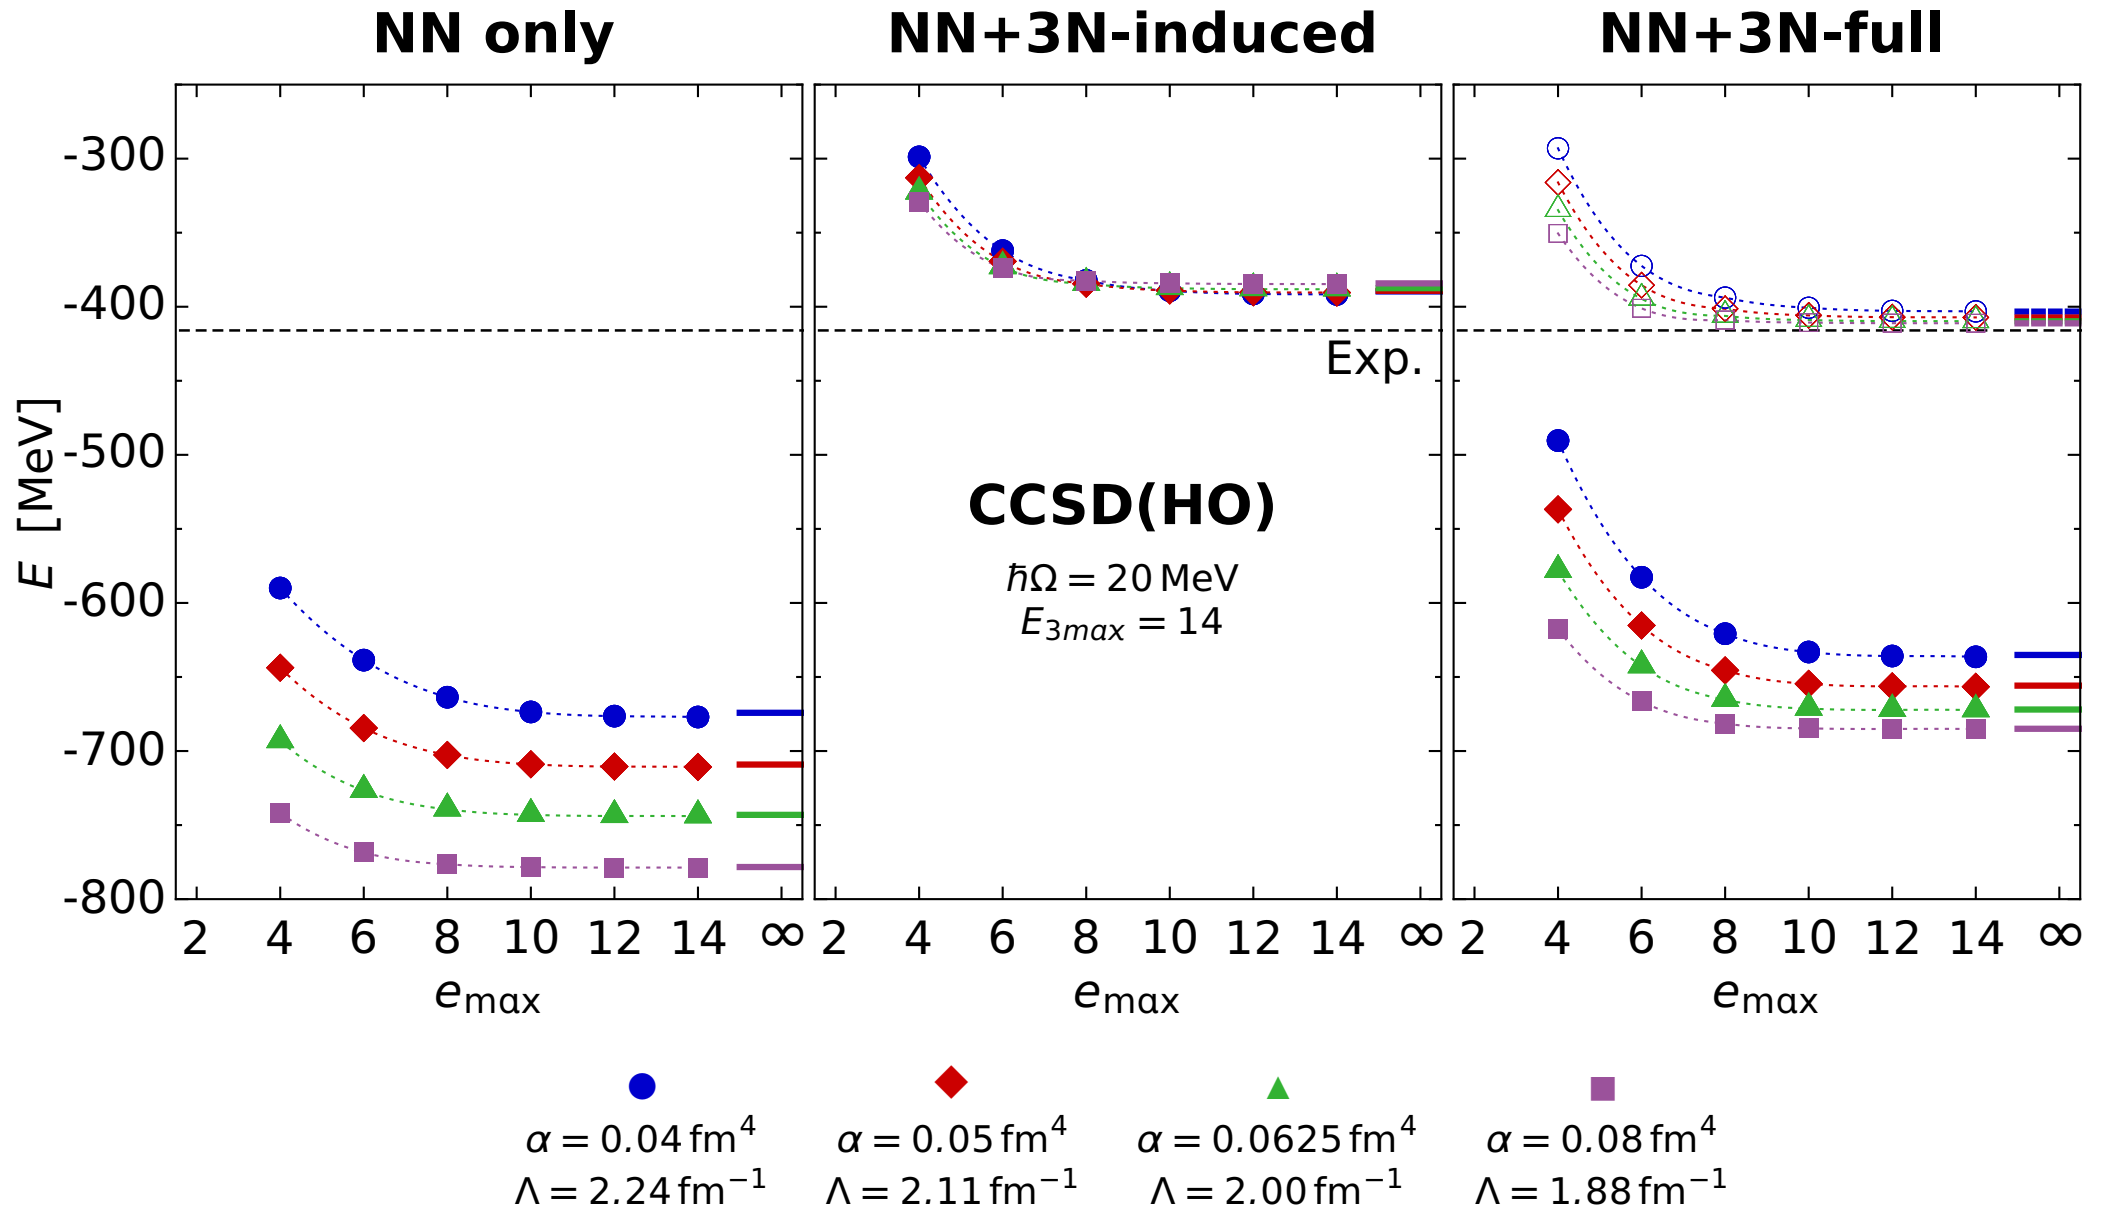 NN only NN+3N-induced NN+3N-full
-300
-400
Exp.
-500
CCSD(HO)
ℏΩ = 20 MeV
-600
E₃max = 14
-700
-800
E [MeV]
2 4 6 8 10 12 14 ∞ 2 4 6 8 10 12 14 ∞ 2 4 6 8 10 12 14 ∞
e_max e_max e_max
α = 0.04 fm⁴ α = 0.05 fm⁴ α = 0.0625 fm⁴ α = 0.08 fm⁴
Λ = 2.24 fm⁻¹ Λ = 2.11 fm⁻¹ Λ = 2.00 fm⁻¹ Λ = 1.88 fm⁻¹